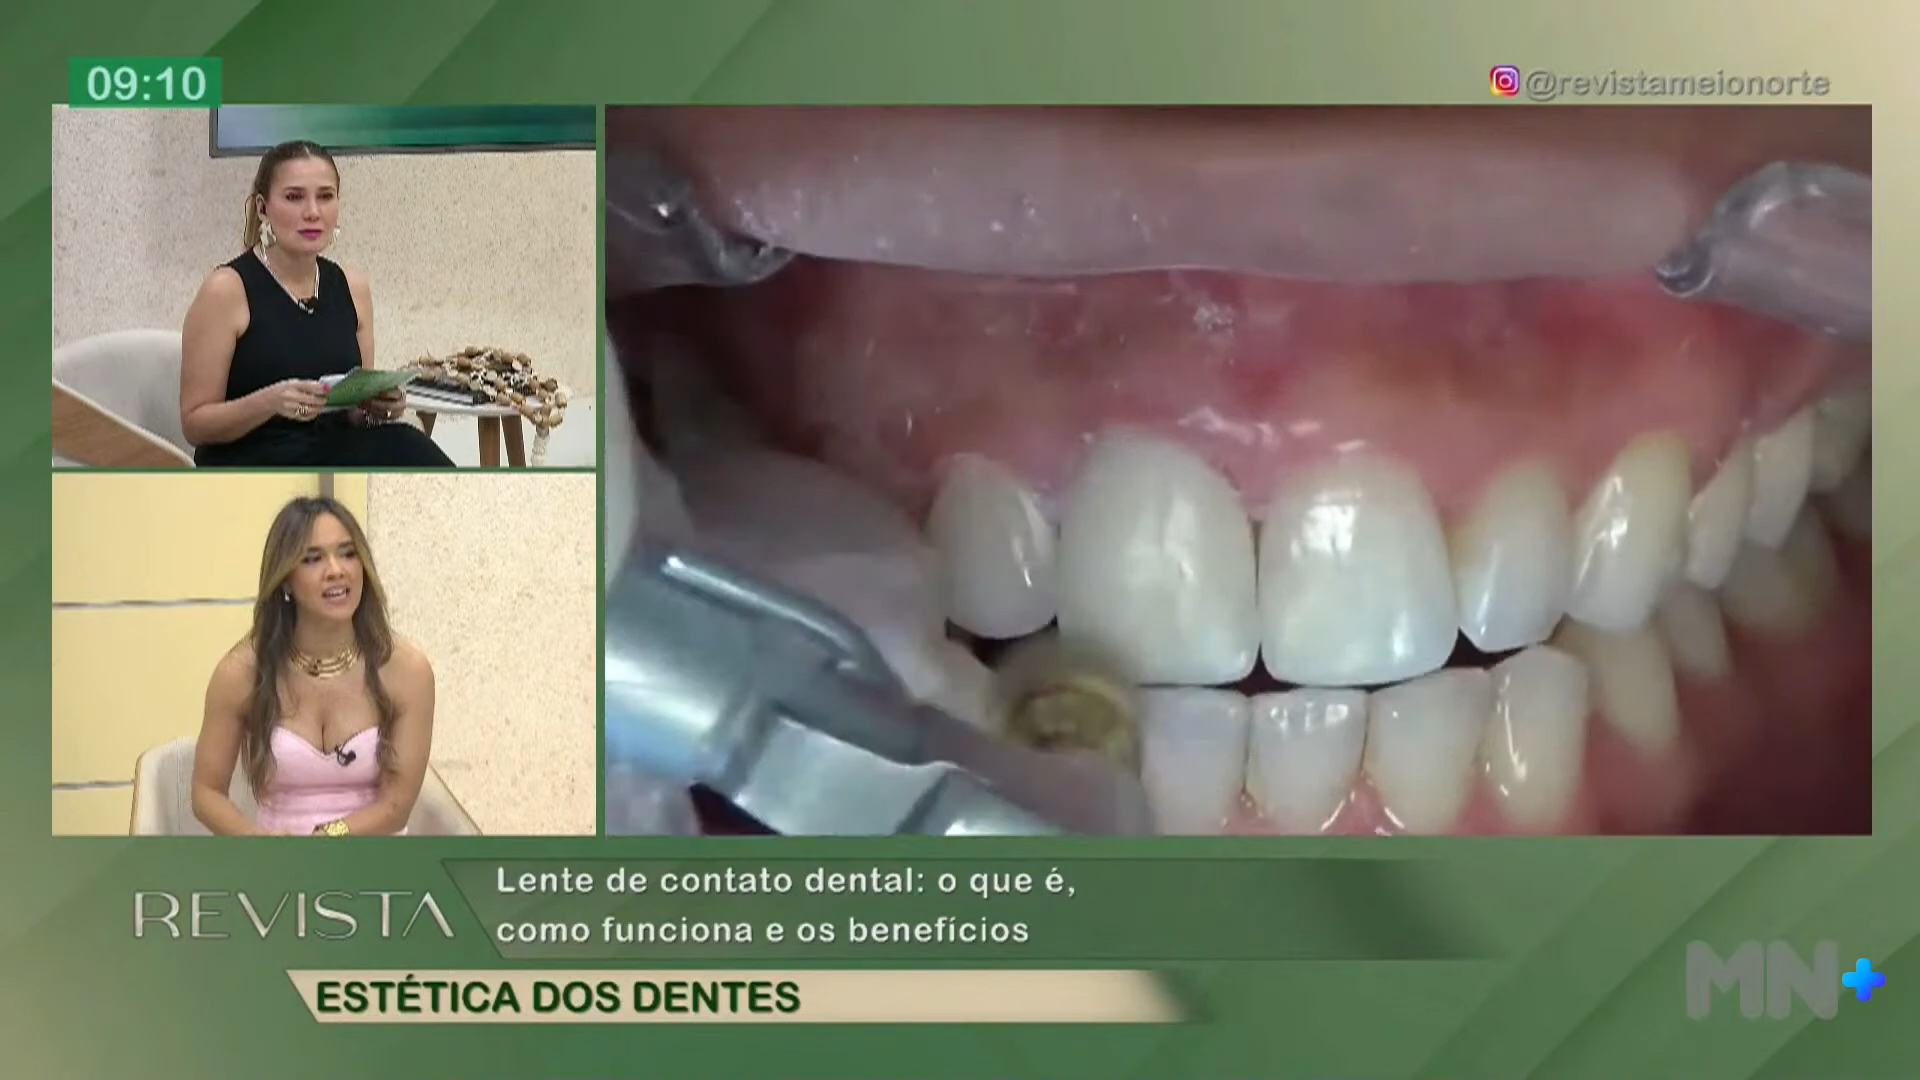 09:10
@revistameionorte
Lente de contato dental: o que é,
como funciona e os benefícios
REVISTA
ESTÉTICA DOS DENTES
MN+